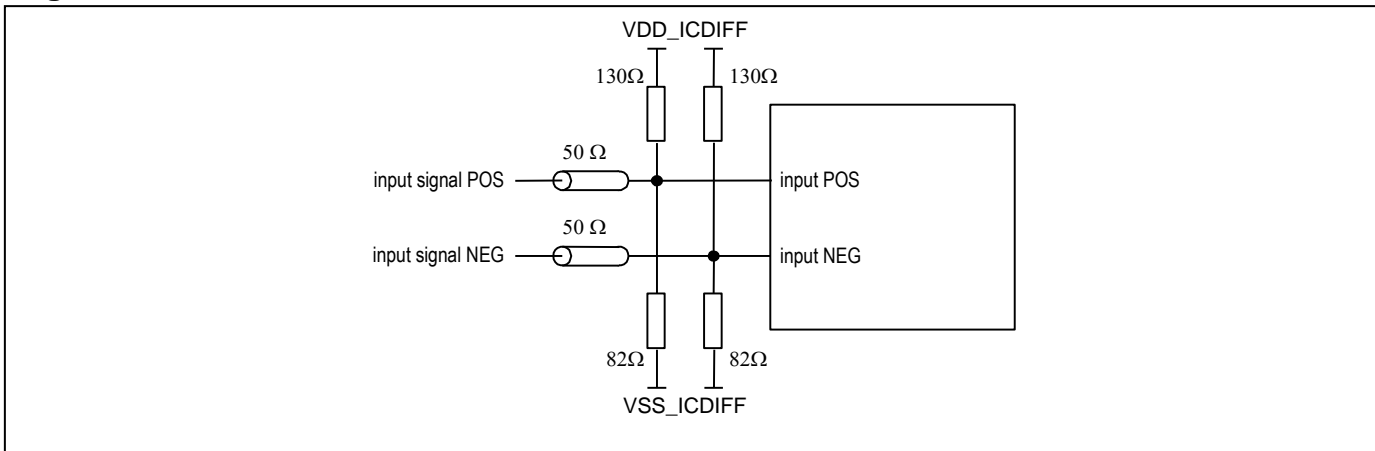 VDD_ICDIFF
130Ω 130Ω
50 Ω
input signal POS input POS
50 Ω
input signal NEG input NEG
82Ω 82Ω
VSS_ICDIFF